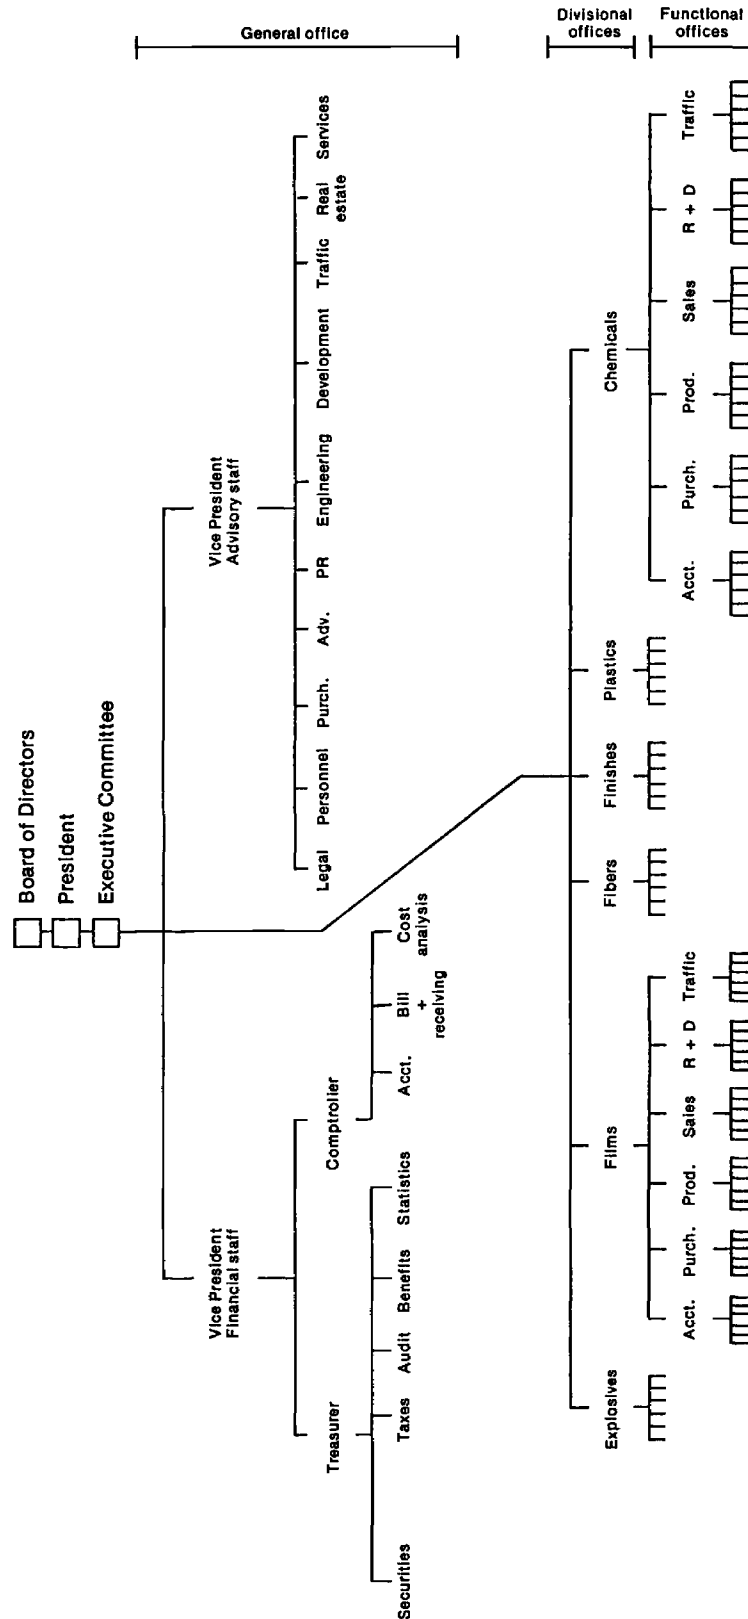 Board of Directors
President
Executive Committee
General office
Vice President
Financial staff
Vice President
Advisory staff
Treasurer
Comptroller
Securities
Taxes
Audit
Benefits
Statistics
Acct.
Bill
+
receiving
Cost
analysis
Legal
Personnel
Purch.
Adv.
PR
Engineering
Development
Traffic
Real
estate
Services
Divisional
offices
Explosives
Films
Fibers
Finishes
Plastics
Chemicals
Functional
offices
Acct.
Purch.
Prod.
Sales
R + D
Traffic
Acct.
Purch.
Prod.
Sales
R + D
Traffic